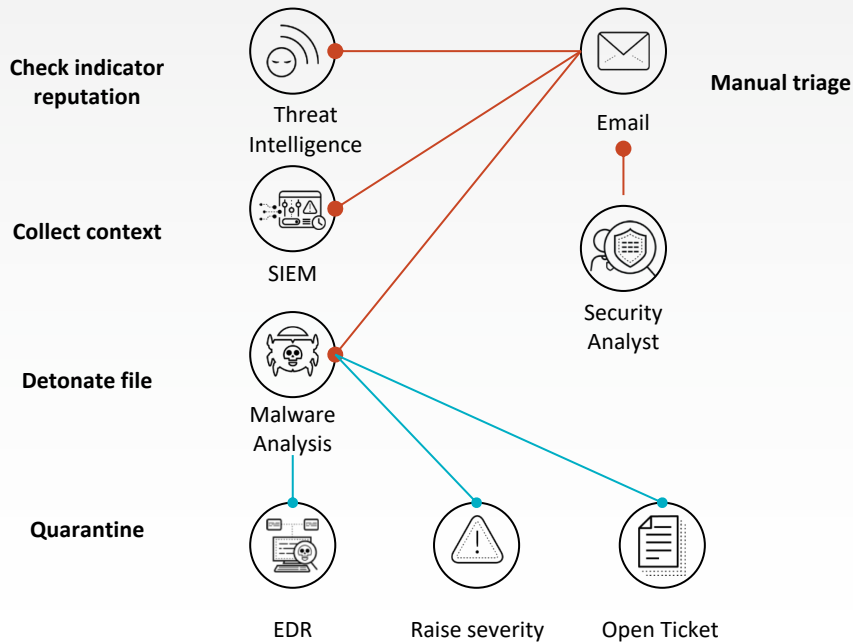 Check indicator
reputation
Threat
Intelligence
Email
Manual triage
Collect context
SIEM
Security
Analyst
Detonate file
Malware
Analysis
Quarantine
EDR
Raise severity
Open Ticket